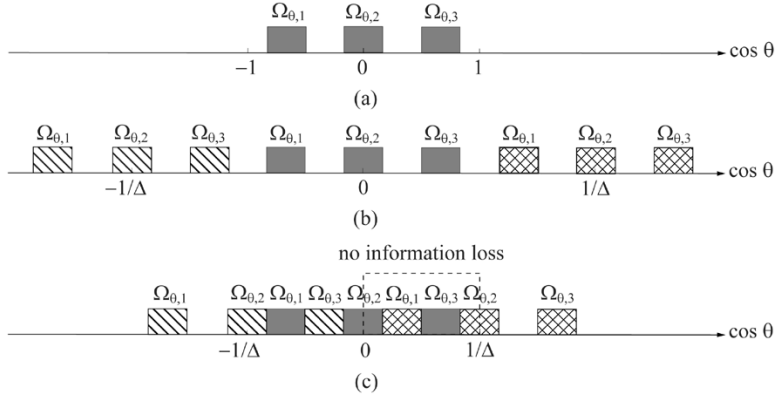 Ωθ,1 Ωθ,2 Ωθ,3
−1 0 1 cos θ
(a)
Ωθ,1 Ωθ,2 Ωθ,3 Ωθ,1 Ωθ,2 Ωθ,3 Ωθ,1 Ωθ,2 Ωθ,3
−1/Δ 0 1/Δ cos θ
(b)
no information loss
Ωθ,1 Ωθ,2 Ωθ,1 Ωθ,3 Ωθ,2 Ωθ,1 Ωθ,3 Ωθ,2 Ωθ,3
−1/Δ 0 1/Δ cos θ
(c)